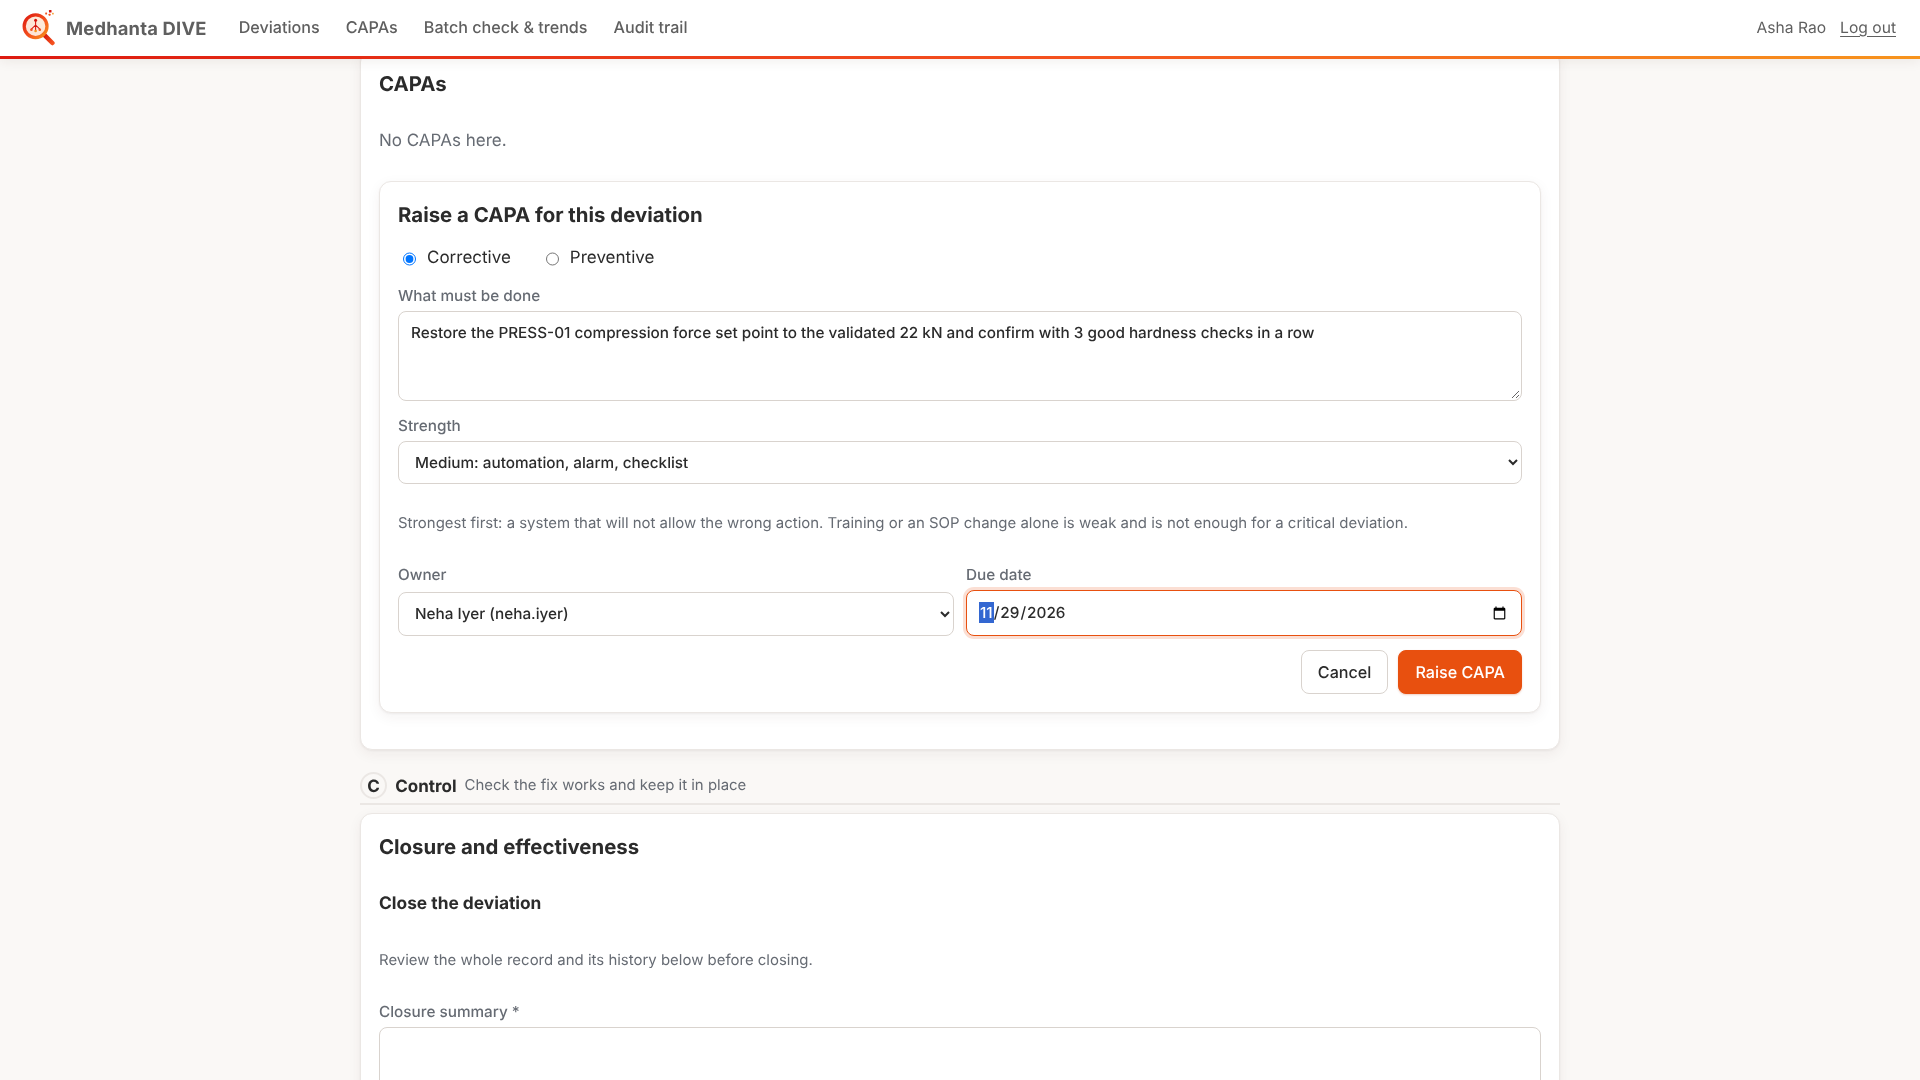 Medhanta DIVE Deviations CAPAs Batch check & trends Audit trail Asha Rao Log out
CAPAs
No CAPAs here.
Raise a CAPA for this deviation
Corrective Preventive
What must be done
Restore the PRESS-01 compression force set point to the validated 22 kN and confirm with 3 good hardness checks in a row
Strength
Medium: automation, alarm, checklist
Strongest first: a system that will not allow the wrong action. Training or an SOP change alone is weak and is not enough for a critical deviation.
Owner Due date
Neha Iyer (neha.iyer) 11/29/2026
Cancel Raise CAPA
C Control Check the fix works and keep it in place
Closure and effectiveness
Close the deviation
Review the whole record and its history below before closing.
Closure summary *